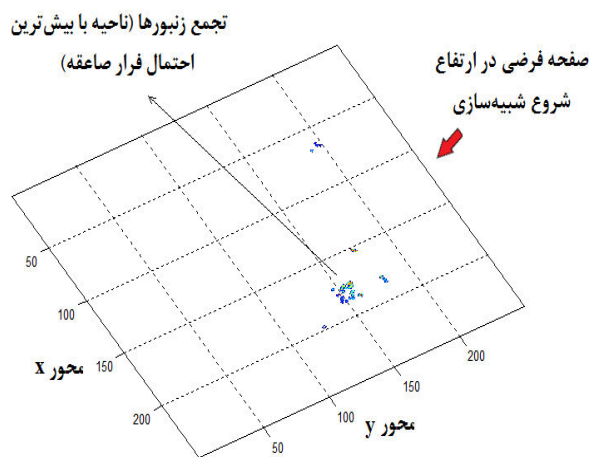 تجمع زنبورها (ناحیه با بیش‌ترین
احتمال فرار صاعقه)
صفحه فرضی در ارتفاع
شروع شبیه‌سازی
50
100
150
200
محور x
50
100
150
200
محور y